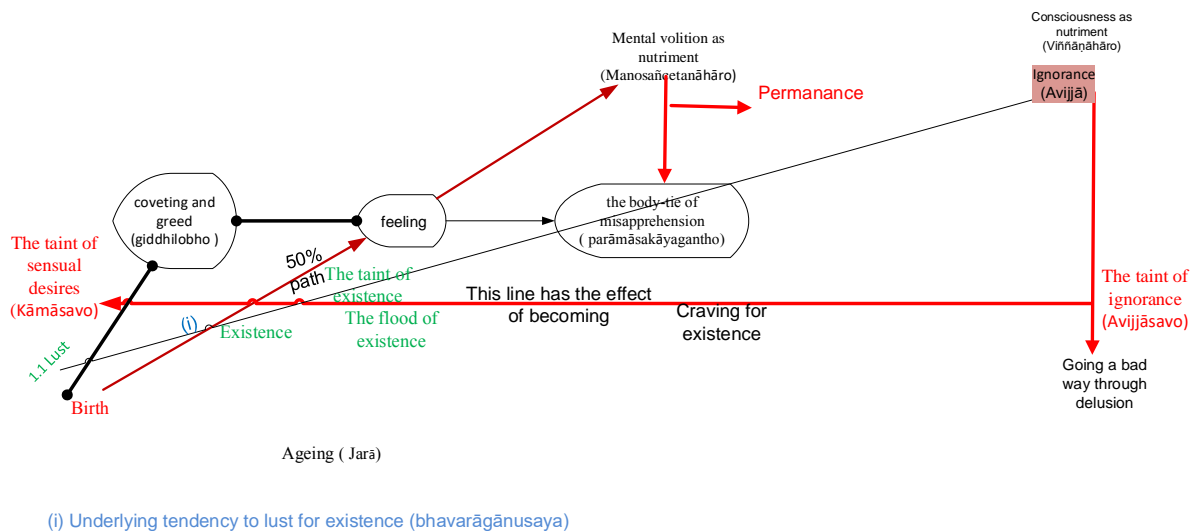 Consciousness as
nutriment
(Viññāṇāhāro)
Mental volition as
nutriment
(Manosañcetanāhāro)
Ignorance
(Avijjā)
Permanance
coveting and
greed
(giddhilobho )
feeling
the body-tie of
misapprehension
( parāmāsakāyagantho)
The taint of
sensual
desires
(Kāmāsavo)
50%
path
The taint of
existence
The flood of
existence
This line has the effect
of becoming
Craving for
existence
The taint of
ignorance
(Avijjāsavo)
(i)
Existence
1.1 Lust
Birth
Going a bad
way through
delusion
Ageing ( Jarā)
(i) Underlying tendency to lust for existence (bhavarāgānusaya)